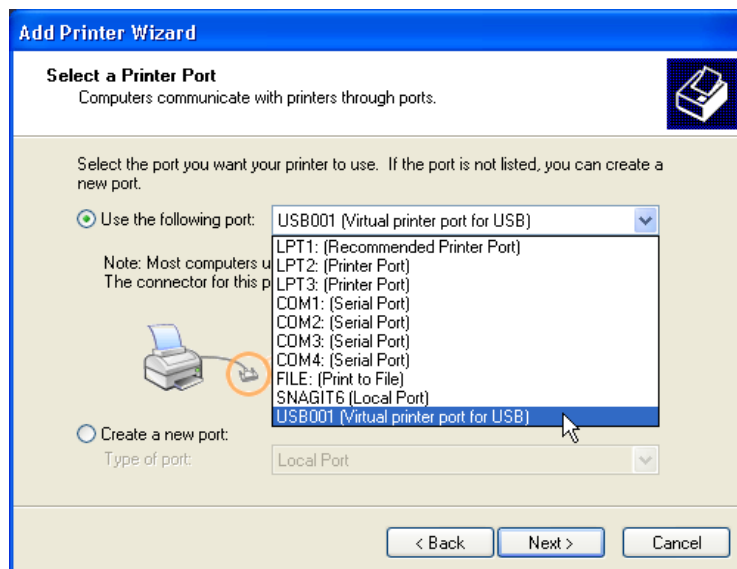 Add Printer Wizard
Select a Printer Port
Computers communicate with printers through ports.
Select the port you want your printer to use. If the port is not listed, you can create a
new port.
Use the following port:
USB001 (Virtual printer port for USB)
LPT1: (Recommended Printer Port)
LPT2: (Printer Port)
LPT3: (Printer Port)
COM1: (Serial Port)
COM2: (Serial Port)
COM3: (Serial Port)
COM4: (Serial Port)
FILE: (Print to File)
SNAGIT6 (Local Port)
USB001 (Virtual printer port for USB)
Note: Most computers u
The connector for this p
Create a new port:
Type of port:
Local Port
< Back
Next >
Cancel